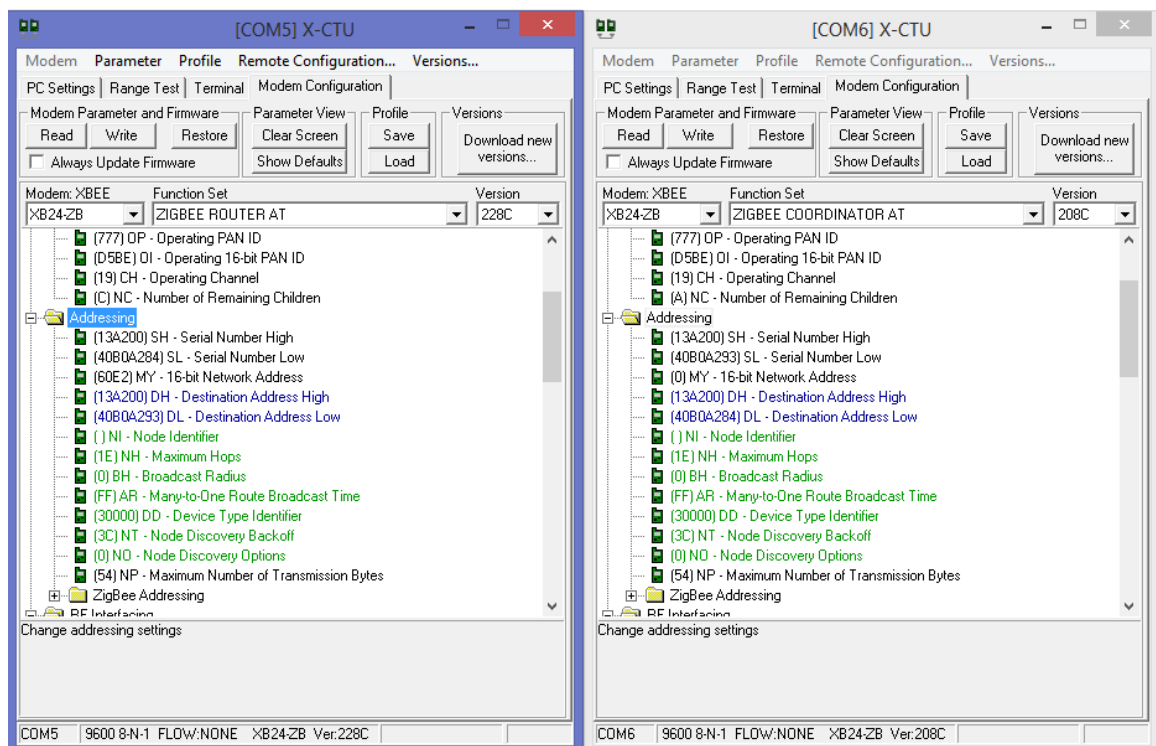 [COM5] X-CTU
Modem Parameter Profile Remote Configuration... Versions...
PC Settings Range Test Terminal Modem Configuration
Modem Parameter and Firmware Parameter View Profile Versions
Read Write Restore Clear Screen Save Download new versions...
Always Update Firmware Show Defaults Load
Modem: XBEE Function Set Version
XB24-ZB ZIGBEE ROUTER AT 228C
(777) OP - Operating PAN ID
(D5BE) OI - Operating 16-bit PAN ID
(19) CH - Operating Channel
(C) NC - Number of Remaining Children
Addressing
(13A200) SH - Serial Number High
(40B0A284) SL - Serial Number Low
(60E2) MY - 16-bit Network Address
(13A200) DH - Destination Address High
(40B0A293) DL - Destination Address Low
( ) NI - Node Identifier
(1E) NH - Maximum Hops
(0) BH - Broadcast Radius
(FF) AR - Many-to-One Route Broadcast Time
(30000) DD - Device Type Identifier
(3C) NT - Node Discovery Backoff
(0) NO - Node Discovery Options
(54) NP - Maximum Number of Transmission Bytes
ZigBee Addressing
RF Interfacing
Change addressing settings
COM5 9600 8-N-1 FLOW:NONE XB24-ZB Ver:228C
[COM6] X-CTU
Modem Parameter Profile Remote Configuration... Versions...
PC Settings Range Test Terminal Modem Configuration
Modem Parameter and Firmware Parameter View Profile Versions
Read Write Restore Clear Screen Save Download new versions...
Always Update Firmware Show Defaults Load
Modem: XBEE Function Set Version
XB24-ZB ZIGBEE COORDINATOR AT 208C
(777) OP - Operating PAN ID
(D5BE) OI - Operating 16-bit PAN ID
(19) CH - Operating Channel
(A) NC - Number of Remaining Children
Addressing
(13A200) SH - Serial Number High
(40B0A293) SL - Serial Number Low
(0) MY - 16-bit Network Address
(13A200) DH - Destination Address High
(40B0A284) DL - Destination Address Low
( ) NI - Node Identifier
(1E) NH - Maximum Hops
(0) BH - Broadcast Radius
(FF) AR - Many-to-One Route Broadcast Time
(30000) DD - Device Type Identifier
(3C) NT - Node Discovery Backoff
(0) NO - Node Discovery Options
(54) NP - Maximum Number of Transmission Bytes
ZigBee Addressing
RF Interfacing
Change addressing settings
COM6 9600 8-N-1 FLOW:NONE XB24-ZB Ver:208C